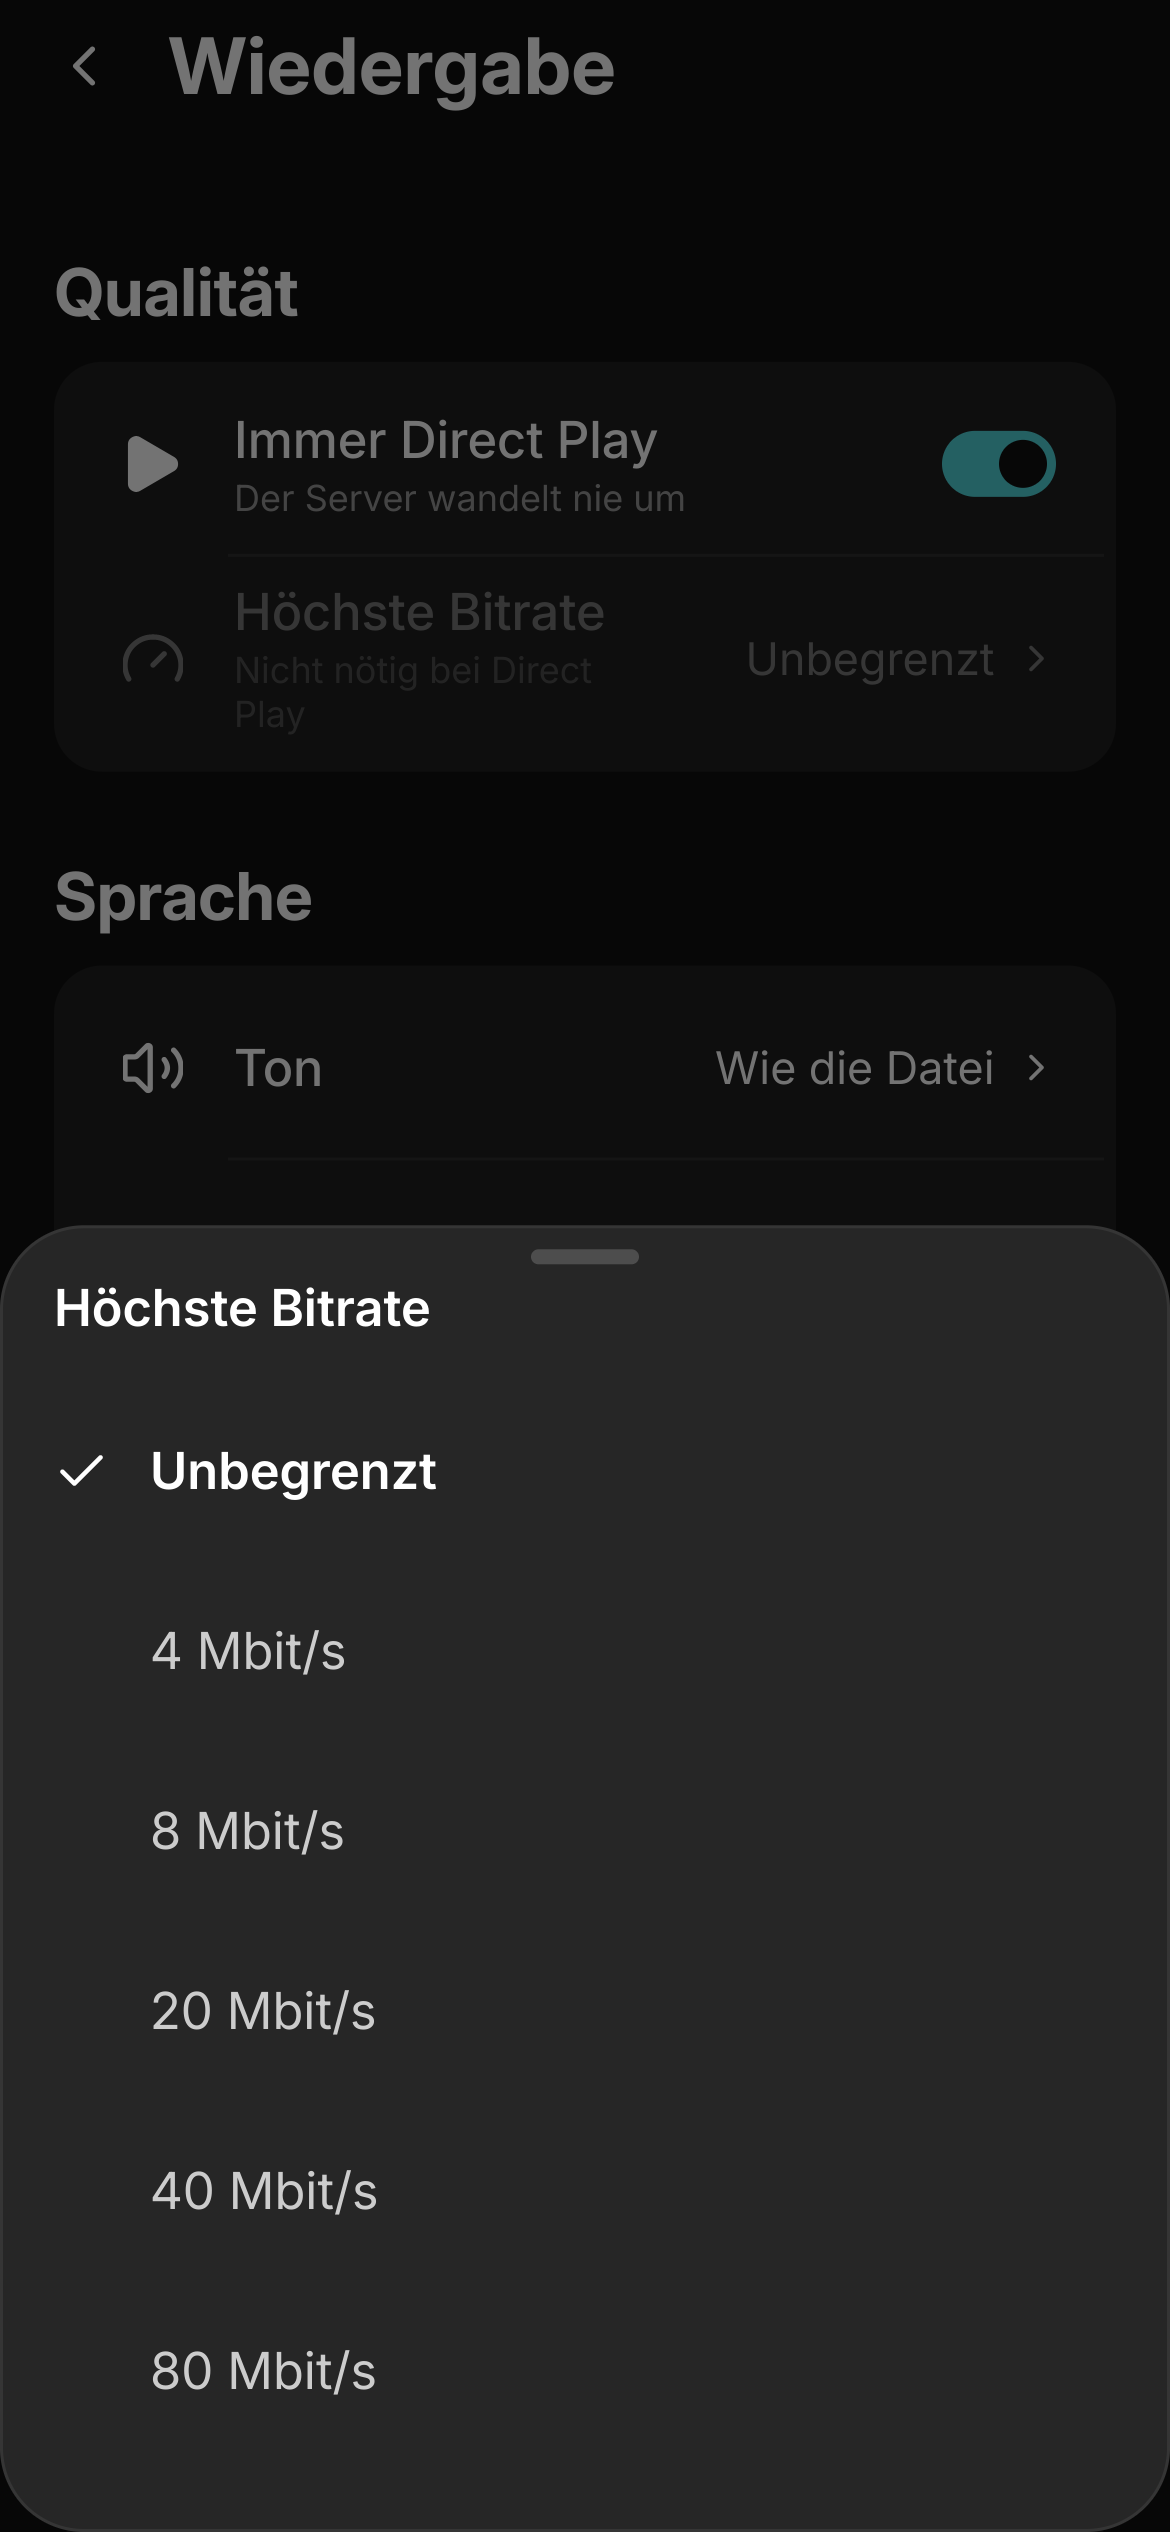 Wiedergabe
Qualität
Immer Direct Play
Der Server wandelt nie um
Höchste Bitrate
Nicht nötig bei Direct
Play
Unbegrenzt
Sprache
Ton
Wie die Datei
Höchste Bitrate
Unbegrenzt
4 Mbit/s
8 Mbit/s
20 Mbit/s
40 Mbit/s
80 Mbit/s